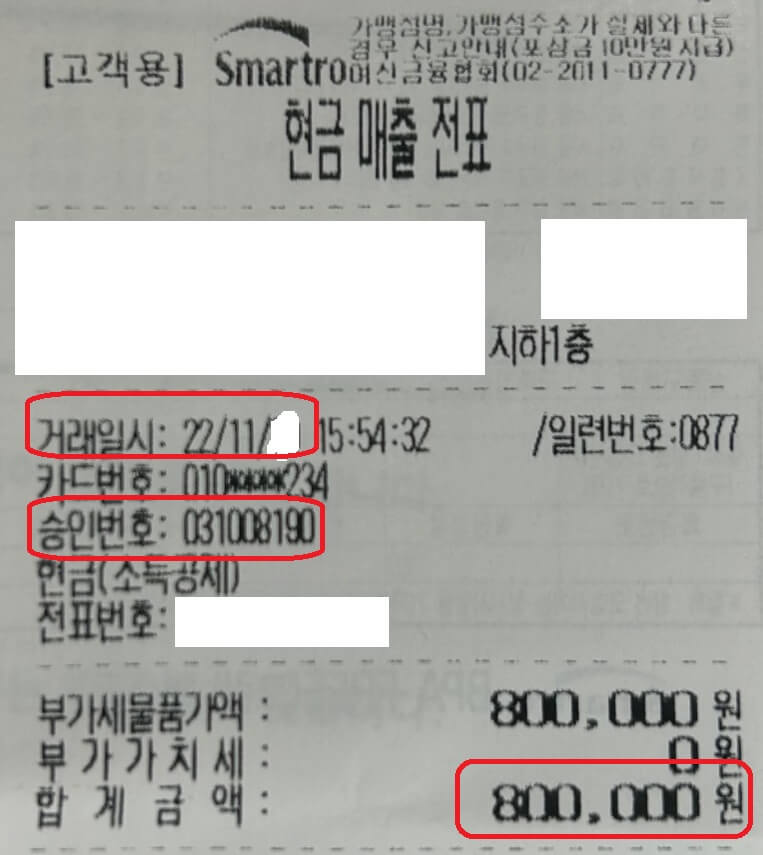 가맹점명,가맹점주소가 실제와 다른
경우 신고안내(포상금 10만원 지급)
[고객용] Smartro 여신금융협회(02-2011-0777)
현금 매출 전표
지하1층
거래일시: 22/11/ 15:54:32 /일련번호:0877
카드번호: 010****234
승인번호: 031008190
현금(소득공제)
전표번호:
부가세물품가액 : 800,000 원
부 가 가 치 세 : 0 원
합 계 금 액 : 800,000 원